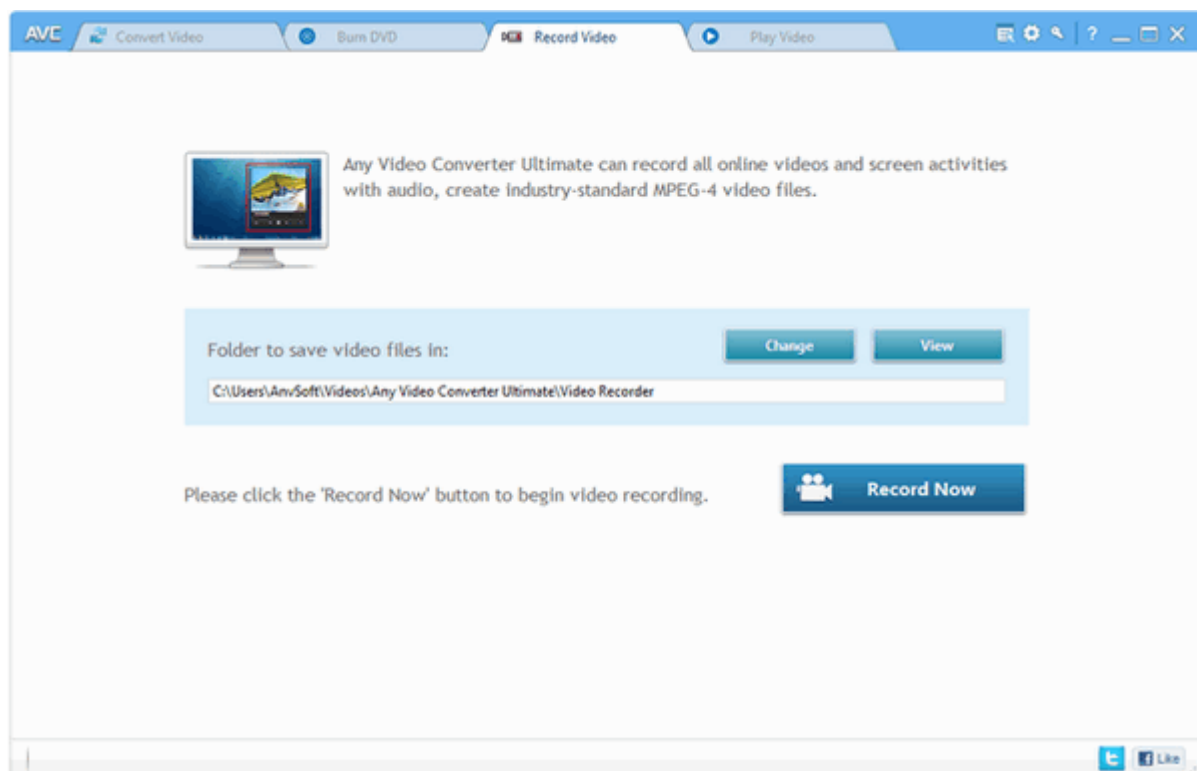 AVC Convert Video Burn DVD Record Video Play Video ?
Any Video Converter Ultimate can record all online videos and screen activities
with audio, create industry-standard MPEG-4 video files.
Folder to save video files in: Change View
C:\Users\AnvSoft\Videos\Any Video Converter Ultimate\Video Recorder
Please click the 'Record Now' button to begin video recording. Record Now
Like